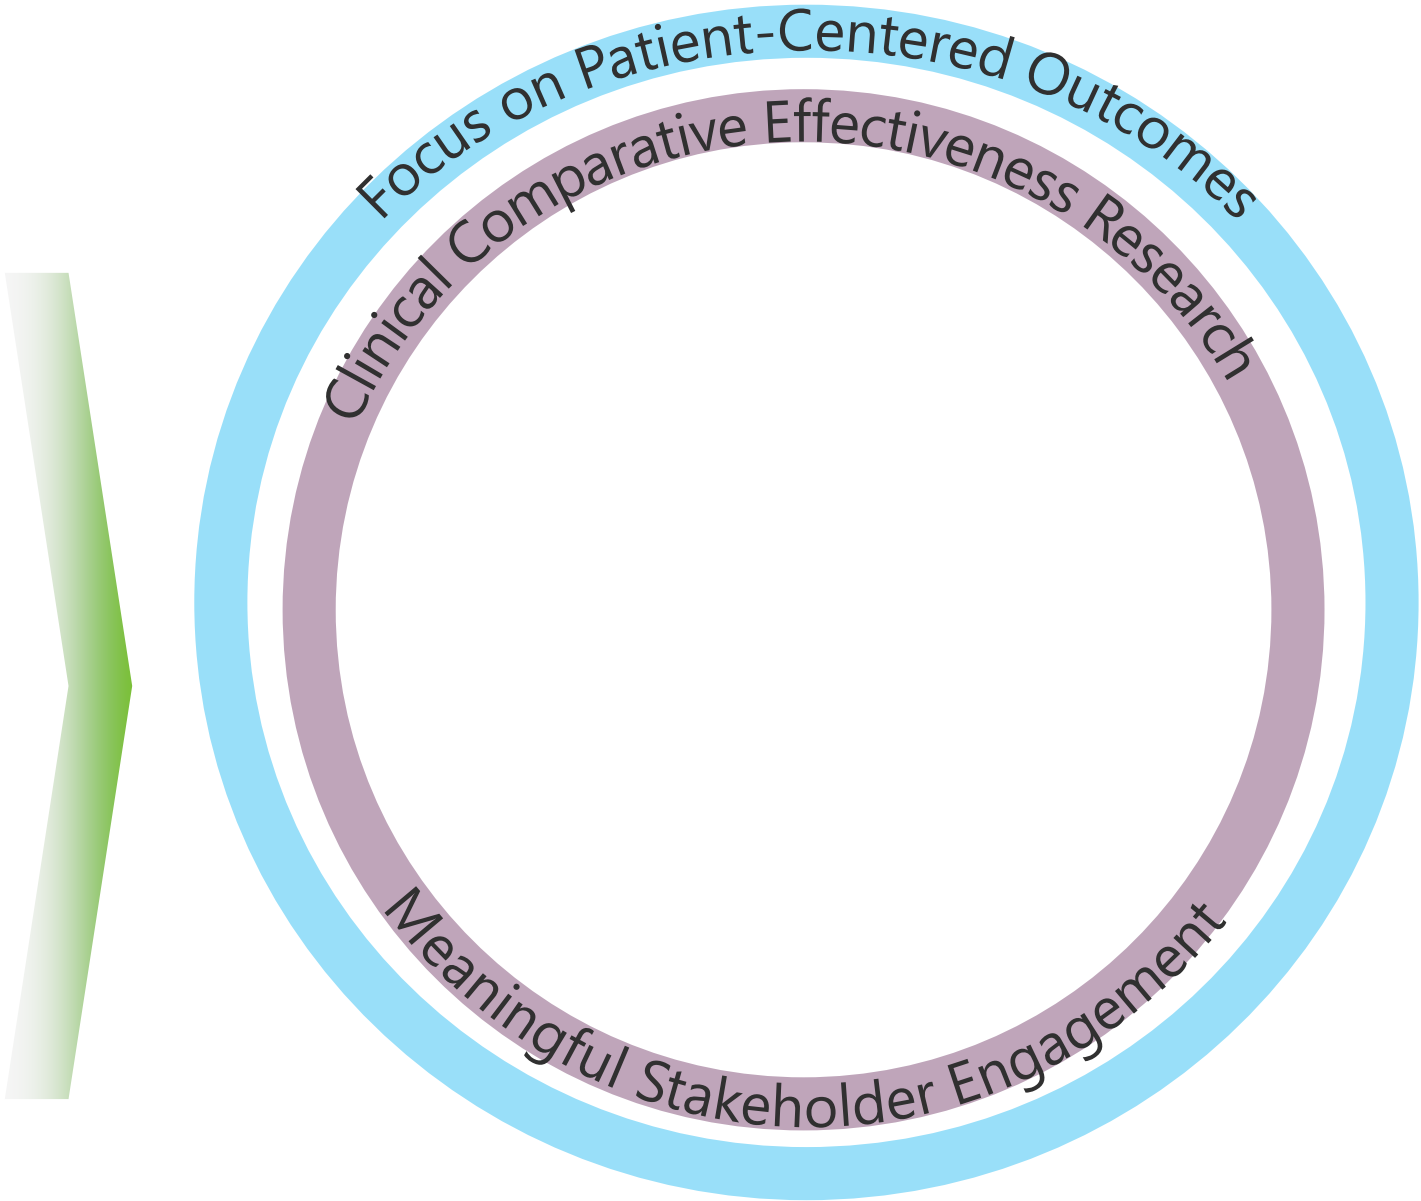 Focus on Patient-Centered Outcomes
Clinical Comparative Effectiveness Research
Meaningful Stakeholder Engagement